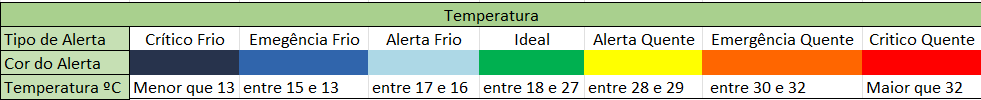 Temperatura
Tipo de Alerta Crítico Frio Emegência Frio Alerta Frio Ideal Alerta Quente Emergência Quente Critico Quente
Cor do Alerta
Temperatura ºC Menor que 13 entre 15 e 13 entre 17 e 16 entre 18 e 27 entre 28 e 29 entre 30 e 32 Maior que 32